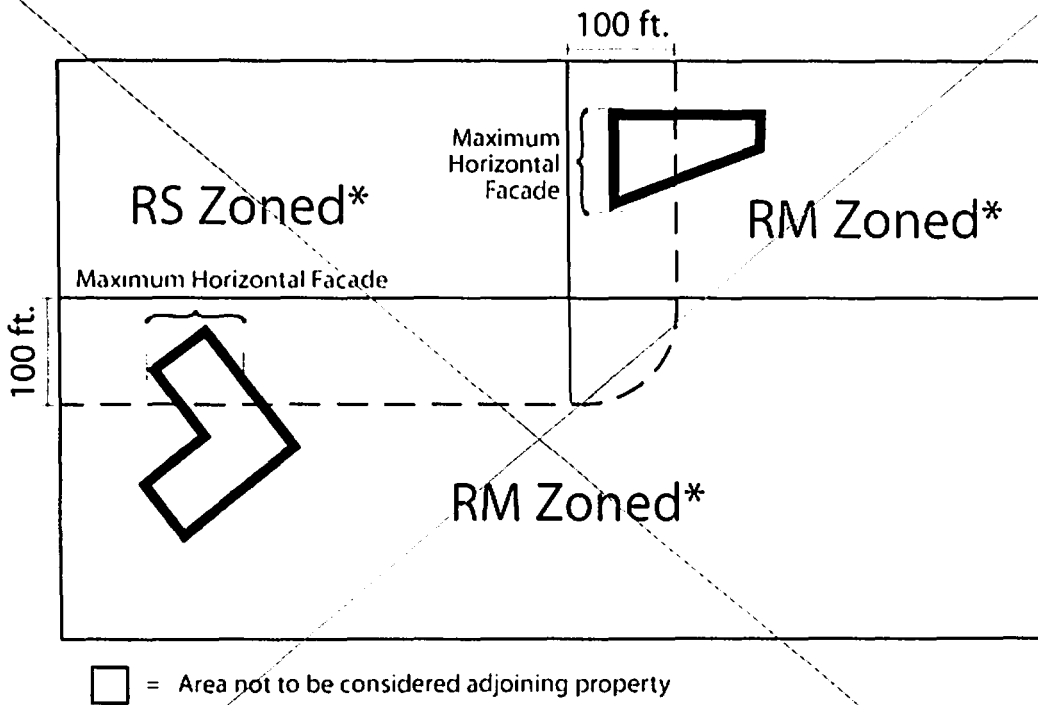 100 ft.
Maximum
Horizontal
Facade
RS Zoned*
RM Zoned*
Maximum Horizontal Facade
100 ft.
RM Zoned*
= Area not to be considered adjoining property